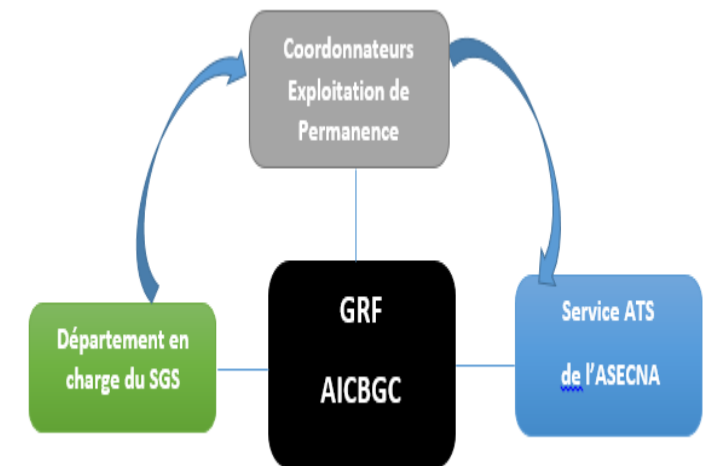 Coordonnateurs
Exploitation de
Permanence
GRF
AICBGC
Département en
charge du SGS
Service ATS
de l’ASECNA